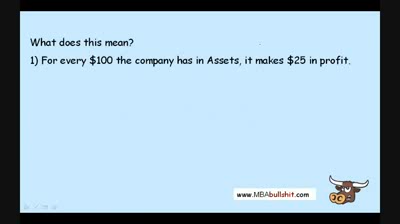 What does this mean?
1) For every $100 the company has in Assets, it makes $25 in profit.
www.MBAbullshit.com